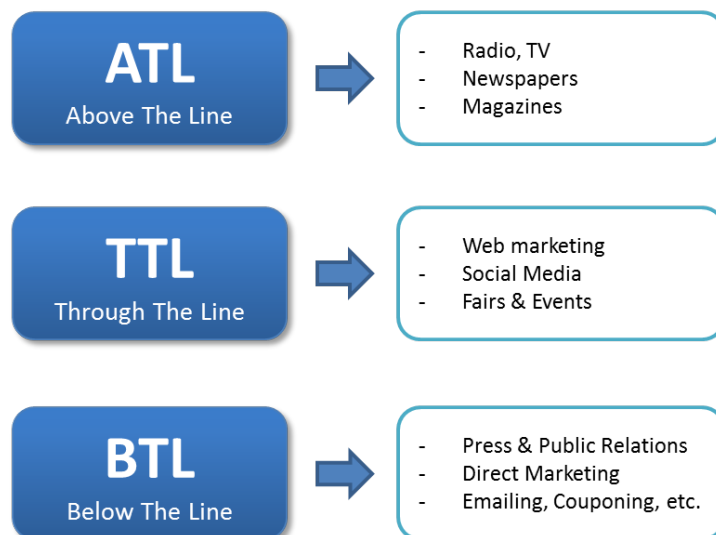 ATL
Above The Line
- Radio, TV
- Newspapers
- Magazines
TTL
Through The Line
- Web marketing
- Social Media
- Fairs & Events
BTL
Below The Line
- Press & Public Relations
- Direct Marketing
- Emailing, Couponing, etc.